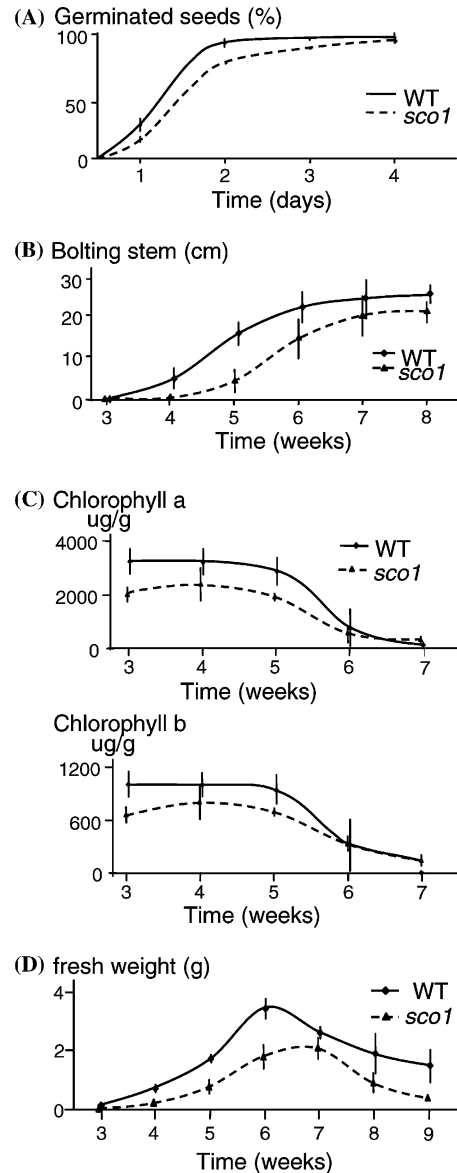 (A) Germinated seeds (%)
100
50
0
WT
sco1
1 2 3 4
Time (days)
(B) Bolting stem (cm)
30
20
10
0
WT
sco1
3 4 5 6 7 8
Time (weeks)
(C) Chlorophyll a
ug/g
4000
2000
0
WT
sco1
3 4 5 6 7
Time (weeks)
Chlorophyll b
ug/g
1200
600
0
3 4 5 6 7
Time (weeks)
(D) fresh weight (g)
4
2
0
WT
sco1
3 4 5 6 7 8 9
Time (weeks)